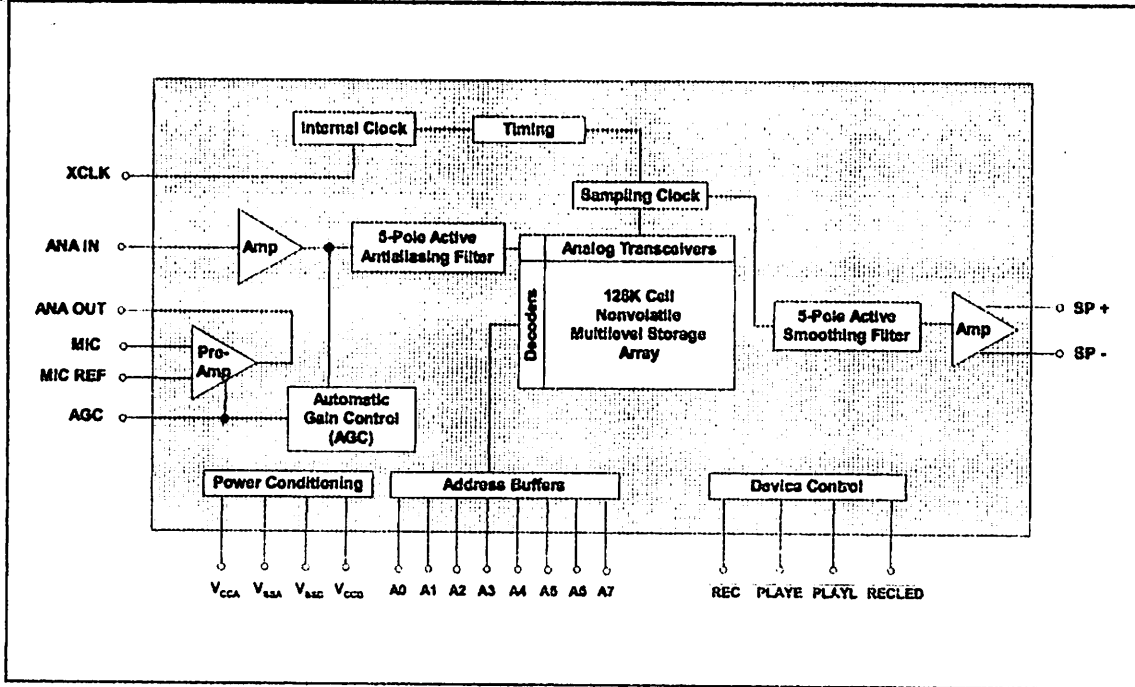 Internal Clock
Timing
XCLK
Sampling Clock
ANA IN
Amp
5-Pole Active
Antialiasing Filter
Analog Transceivers
Decoders
128K Cell
Nonvolatile
Multilevel Storage
Array
ANA OUT
MIC
Pre-
Amp
MIC REF
AGC
Automatic
Gain Control
(AGC)
5-Pole Active
Smoothing Filter
Amp
SP +
SP -
Power Conditioning
Address Buffers
Device Control
VCCA VSSA VSSD VCCD A0 A1 A2 A3 A4 A5 A6 A7 REC PLAYE PLAYL RECLED